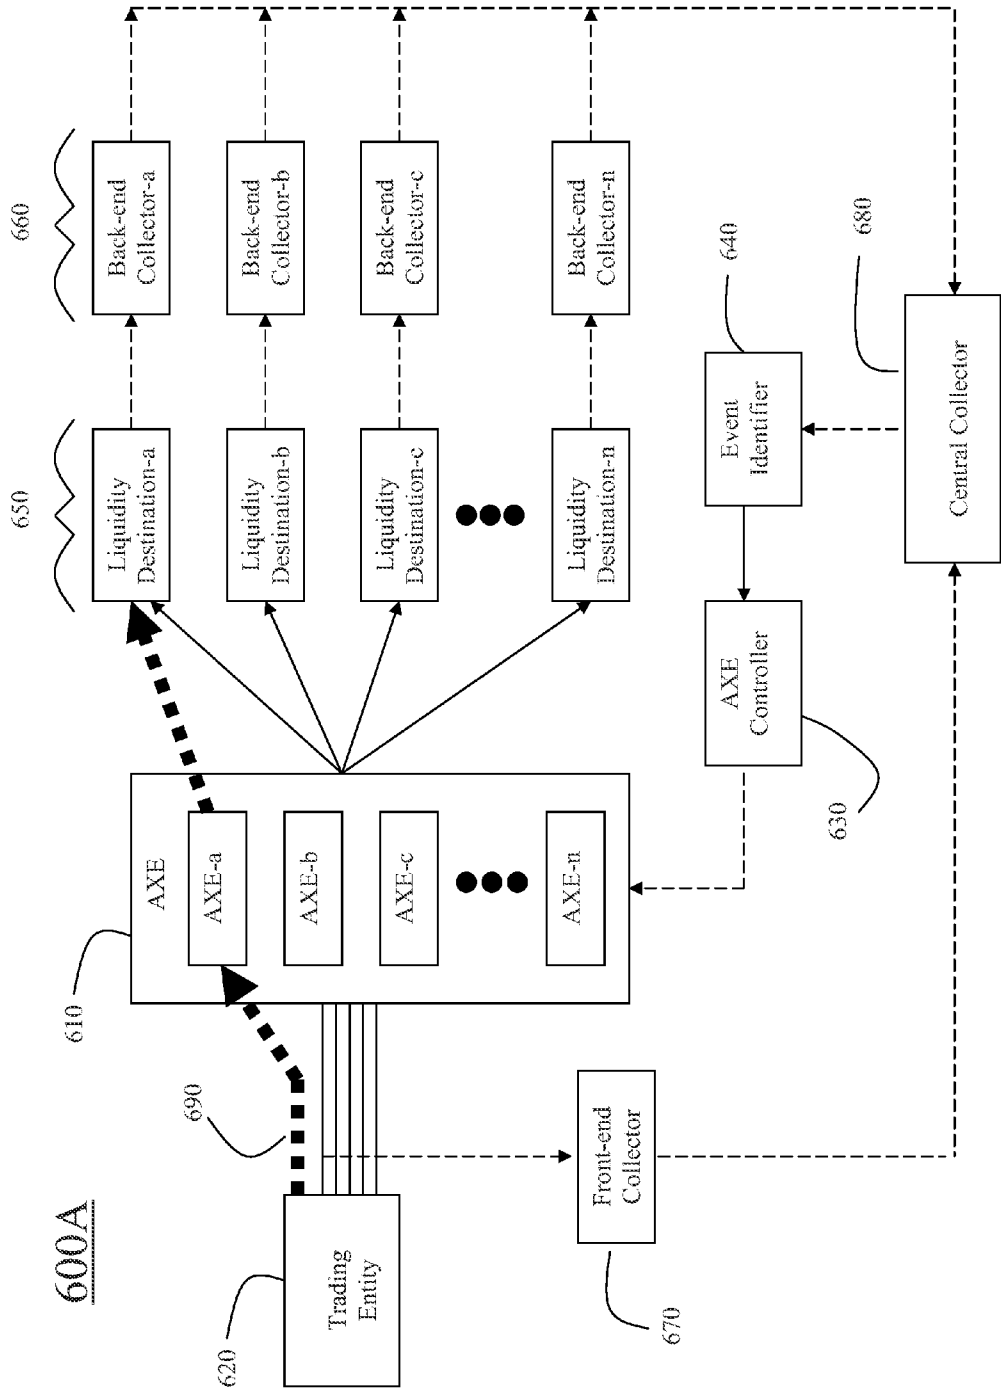 600A
620
Trading
Entity
690
610
AXE
AXE-a
AXE-b
AXE-c
AXE-n
650
Liquidity
Destination-a
Liquidity
Destination-b
Liquidity
Destination-c
Liquidity
Destination-n
660
Back-end
Collector-a
Back-end
Collector-b
Back-end
Collector-c
Back-end
Collector-n
670
Front-end
Collector
630
AXE
Controller
640
Event
Identifier
680
Central Collector